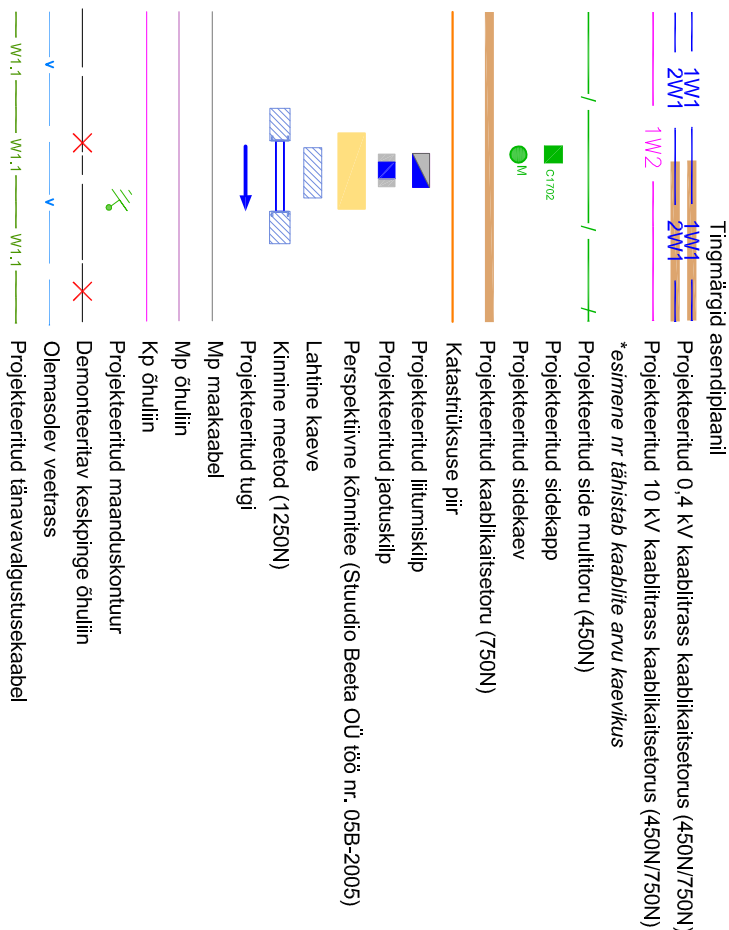 Tingmärgid asendiplaanil
1W1 1W1
2W1 2W1
Projekteeritud 0,4 kV kaablitrass kaablikaitsetorus (450N/750N)
1W2
Projekteeritud 10 kV kaablitrass kaablikaitsetorus (450N/750N)
*esimene nr tähistab kaablite arvu kaevikus
Projekteeritud side multitoru (450N)
C1702
Projekteeritud sidekapp
M
Projekteeritud sidekaev
Projekteeritud kaablikaitsetoru (750N)
Katastriüksuse piir
Projekteeritud liitumiskilp
Projekteeritud jaotuskilp
Perspektiivne kõnnitee (Stuudio Beeta OÜ töö nr. 05B-2005)
Lahtine kaeve
Kinnine meetod (1250N)
Projekteeritud tugi
Mp maakaabel
Mp õhuliin
Kp õhuliin
Projekteeritud maanduskontuur
Demonteeritav keskpinge õhuliin
v v
Olemasolev veetrass
W1.1 W1.1 W1.1
Projekteeritud tänavavalgustusekaabel